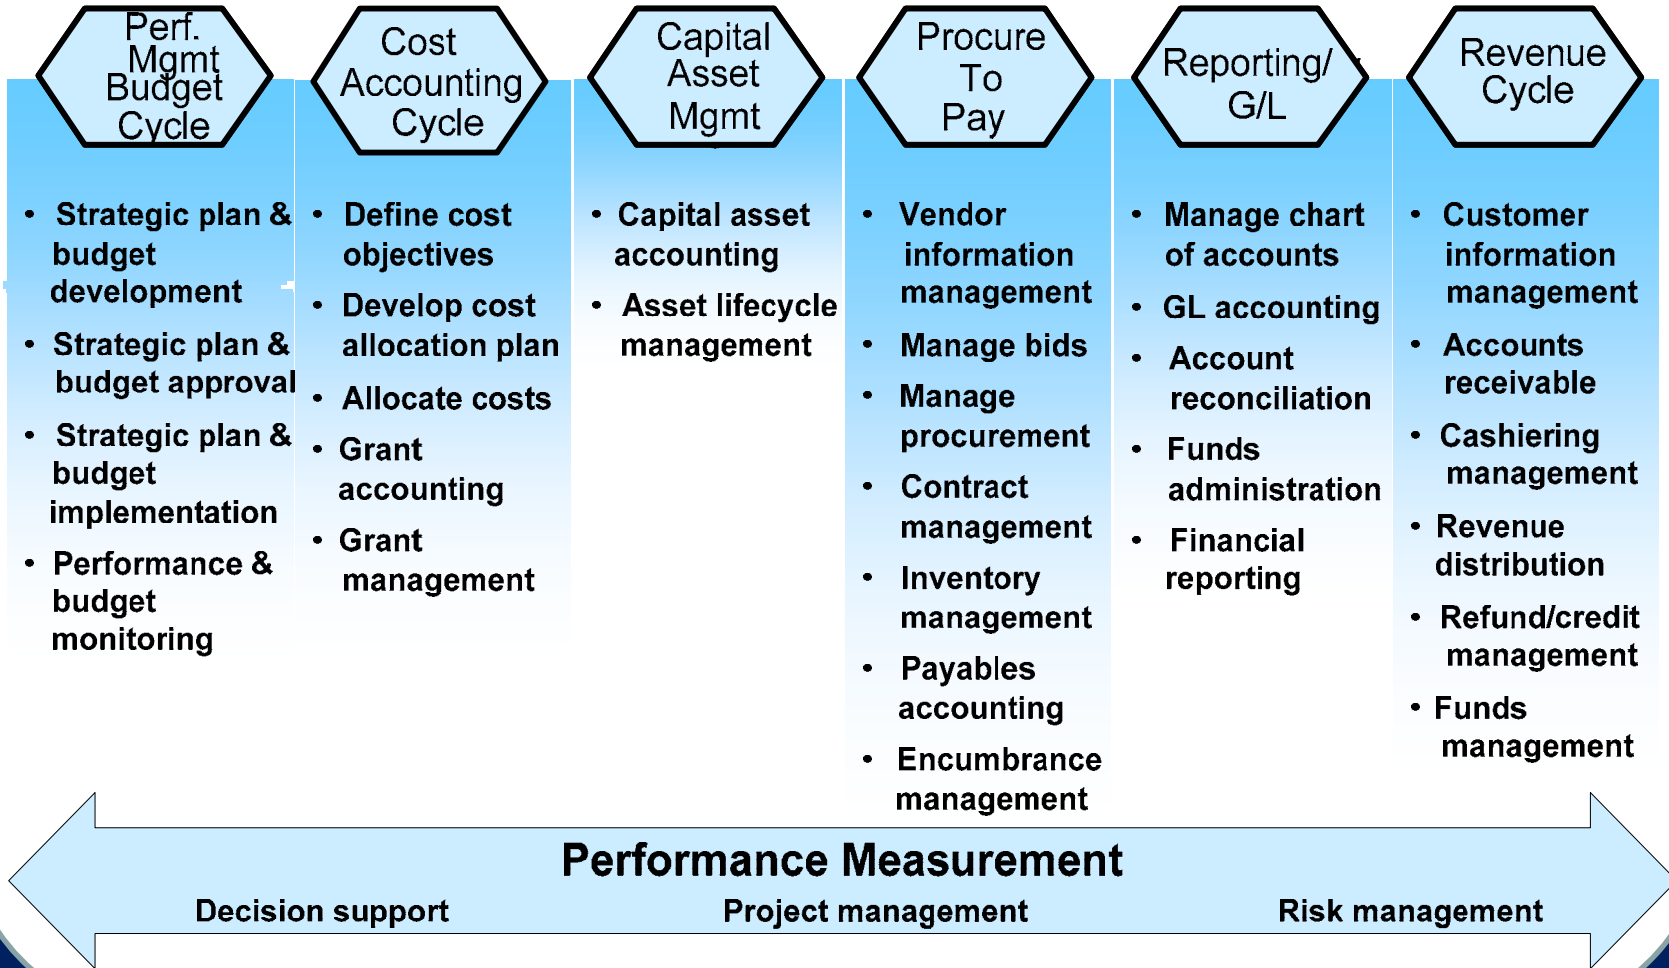 Perf.
Mgmt
Budget
Cycle
Cost
Accounting
Cycle
Capital
Asset
Mgmt
Procure
To
Pay
Reporting/
G/L
Revenue
Cycle
• Strategic plan &
budget
development
• Strategic plan &
budget approval
• Strategic plan &
budget
implementation
• Performance &
budget
monitoring
• Define cost
objectives
• Develop cost
allocation plan
• Allocate costs
• Grant
accounting
• Grant
management
• Capital asset
accounting
• Asset lifecycle
management
• Vendor
information
management
• Manage bids
• Manage
procurement
• Contract
management
• Inventory
management
• Payables
accounting
• Encumbrance
management
• Manage chart
of accounts
• GL accounting
• Account
reconciliation
• Funds
administration
• Financial
reporting
• Customer
information
management
• Accounts
receivable
• Cashiering
management
• Revenue
distribution
• Refund/credit
management
• Funds
management
Performance Measurement
Decision support
Project management
Risk management